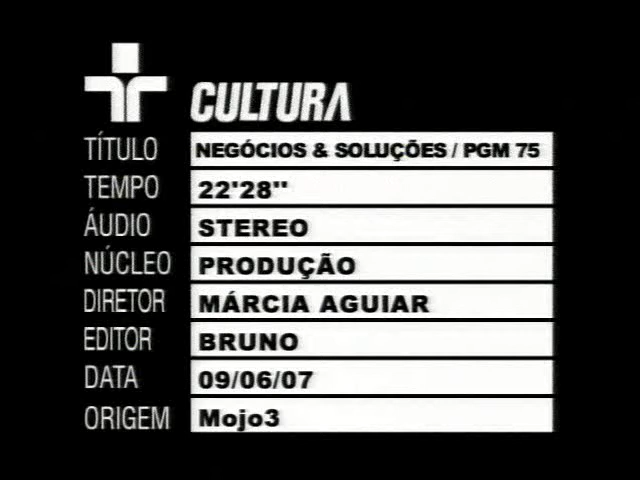 CULTURA
TÍTULO NEGÓCIOS & SOLUÇÕES / PGM 75
TEMPO 22'28"
ÁUDIO STEREO
NÚCLEO PRODUÇÃO
DIRETOR MÁRCIA AGUIAR
EDITOR BRUNO
DATA 09/06/07
ORIGEM Mojo3